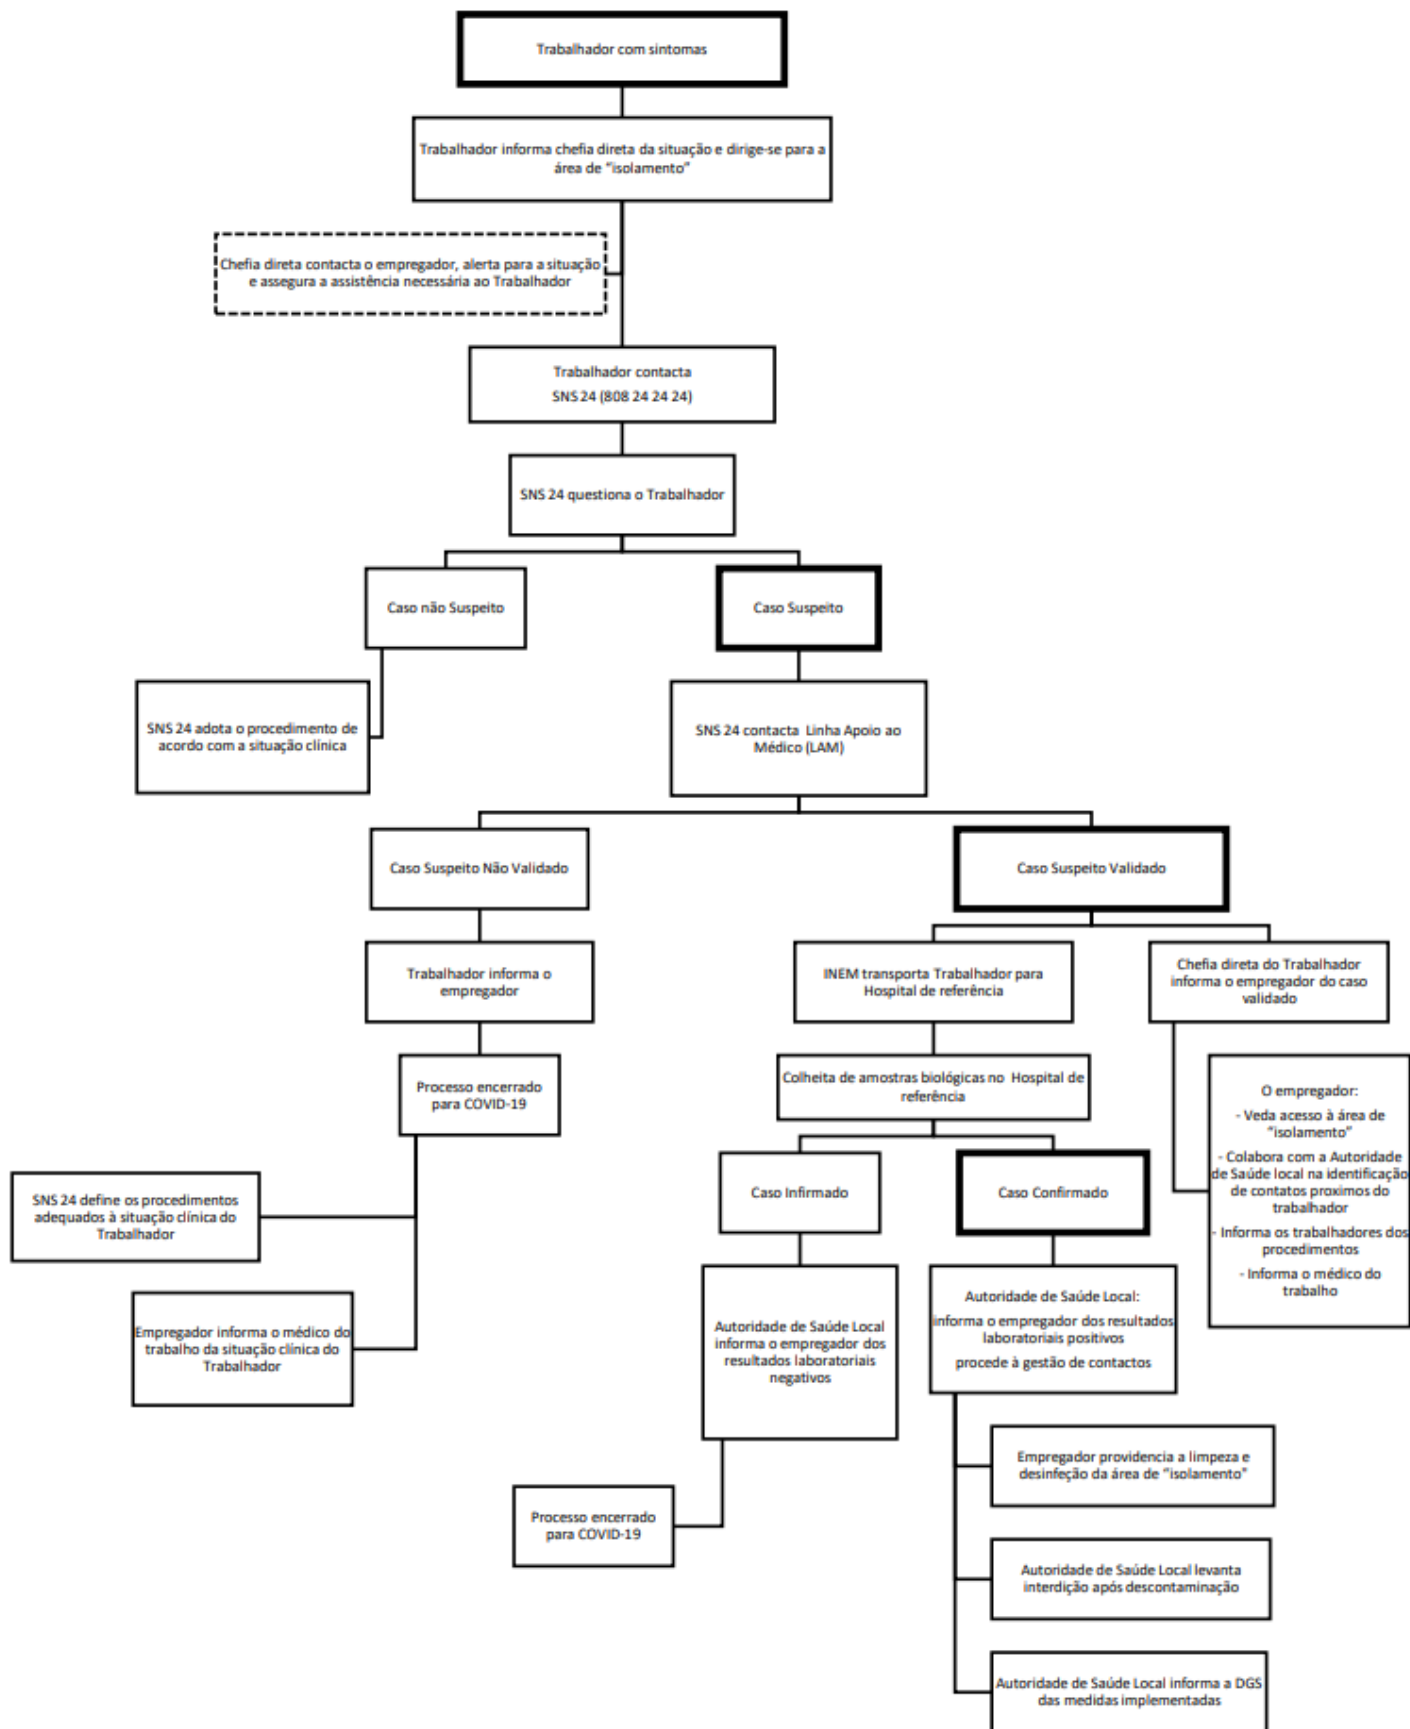 Trabalhador com sintomas
Trabalhador informa chefia direta da situação e dirige-se para a
área de “isolamento”
Chefia direta contacta o empregador, alerta para a situação
e assegura a assistência necessária ao Trabalhador
Trabalhador contacta
SNS 24 (808 24 24 24)
SNS 24 questiona o Trabalhador
Caso não Suspeito
Caso Suspeito
SNS 24 adota o procedimento de
acordo com a situação clínica
SNS 24 contacta Linha Apoio ao
Médico (LAM)
Caso Suspeito Não Validado
Caso Suspeito Validado
Trabalhador informa o
empregador
INEM transporta Trabalhador para
Hospital de referência
Chefia direta do Trabalhador
informa o empregador do caso
validado
Processo encerrado
para COVID-19
Colheita de amostras biológicas no Hospital de
referência
O empregador:
- Veda acesso à área de
“isolamento”
- Colabora com a Autoridade
de Saúde local na identificação
de contatos proximos do
trabalhador
- Informa os trabalhadores dos
procedimentos
- Informa o médico do
trabalho
SNS 24 define os procedimentos
adequados à situação clínica do
Trabalhador
Caso Infirmado
Caso Confirmado
Empregador informa o médico do
trabalho da situação clínica do
Trabalhador
Autoridade de Saúde Local
informa o empregador dos
resultados laboratoriais
negativos
Autoridade de Saúde Local:
informa o empregador dos resultados
laboratoriais positivos
procede à gestão de contactos
Processo encerrado
para COVID-19
Empregador providencia a limpeza e
desinfeção da área de “isolamento”
Autoridade de Saúde Local levanta
interdição após descontaminação
Autoridade de Saúde Local informa a DGS
das medidas implementadas